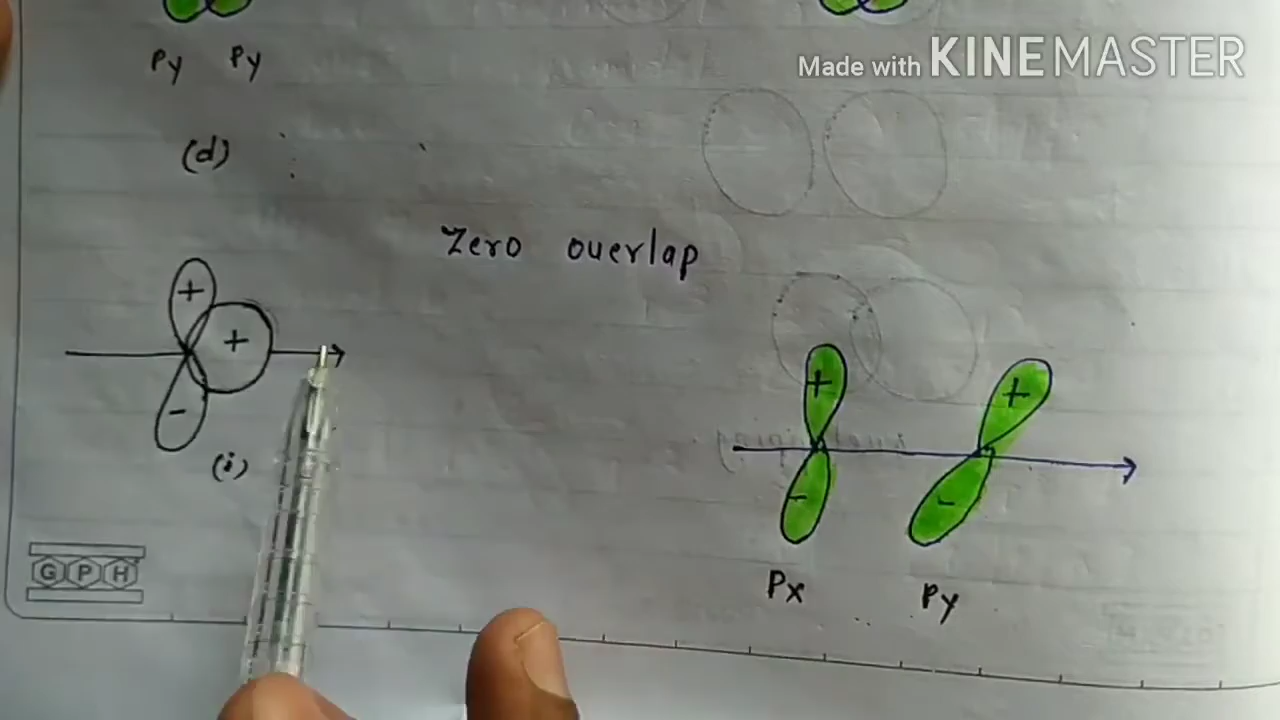 Made with KINEMASTER
Py Py
(d)
Zero overlap
+
+
-
(i)
+
-
+
-
Px
Py
GPH